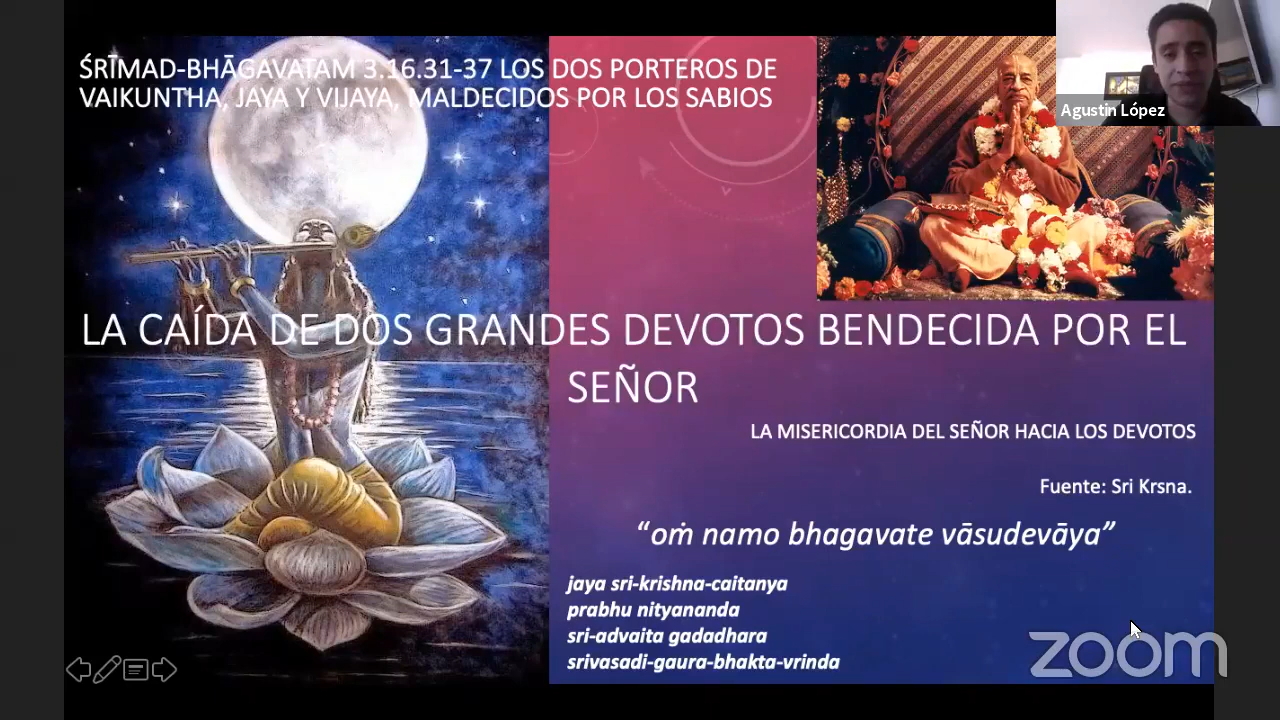 ŚRĪMAD-BHĀGAVATAM 3.16.31-37 LOS DOS PORTEROS DE
VAIKUNTHA, JAYA Y VIJAYA, MALDECIDOS POR LOS SABIOS
Agustín López
LA CAÍDA DE DOS GRANDES DEVOTOS BENDECIDA POR EL
SEÑOR
LA MISERICORDIA DEL SEÑOR HACIA LOS DEVOTOS
Fuente: Sri Krsna.
“oṁ namo bhagavate vāsudevāya”
jaya sri-krishna-caitanya
prabhu nityananda
sri-advaita gadadhara
srivasadi-gaura-bhakta-vrinda
zoom